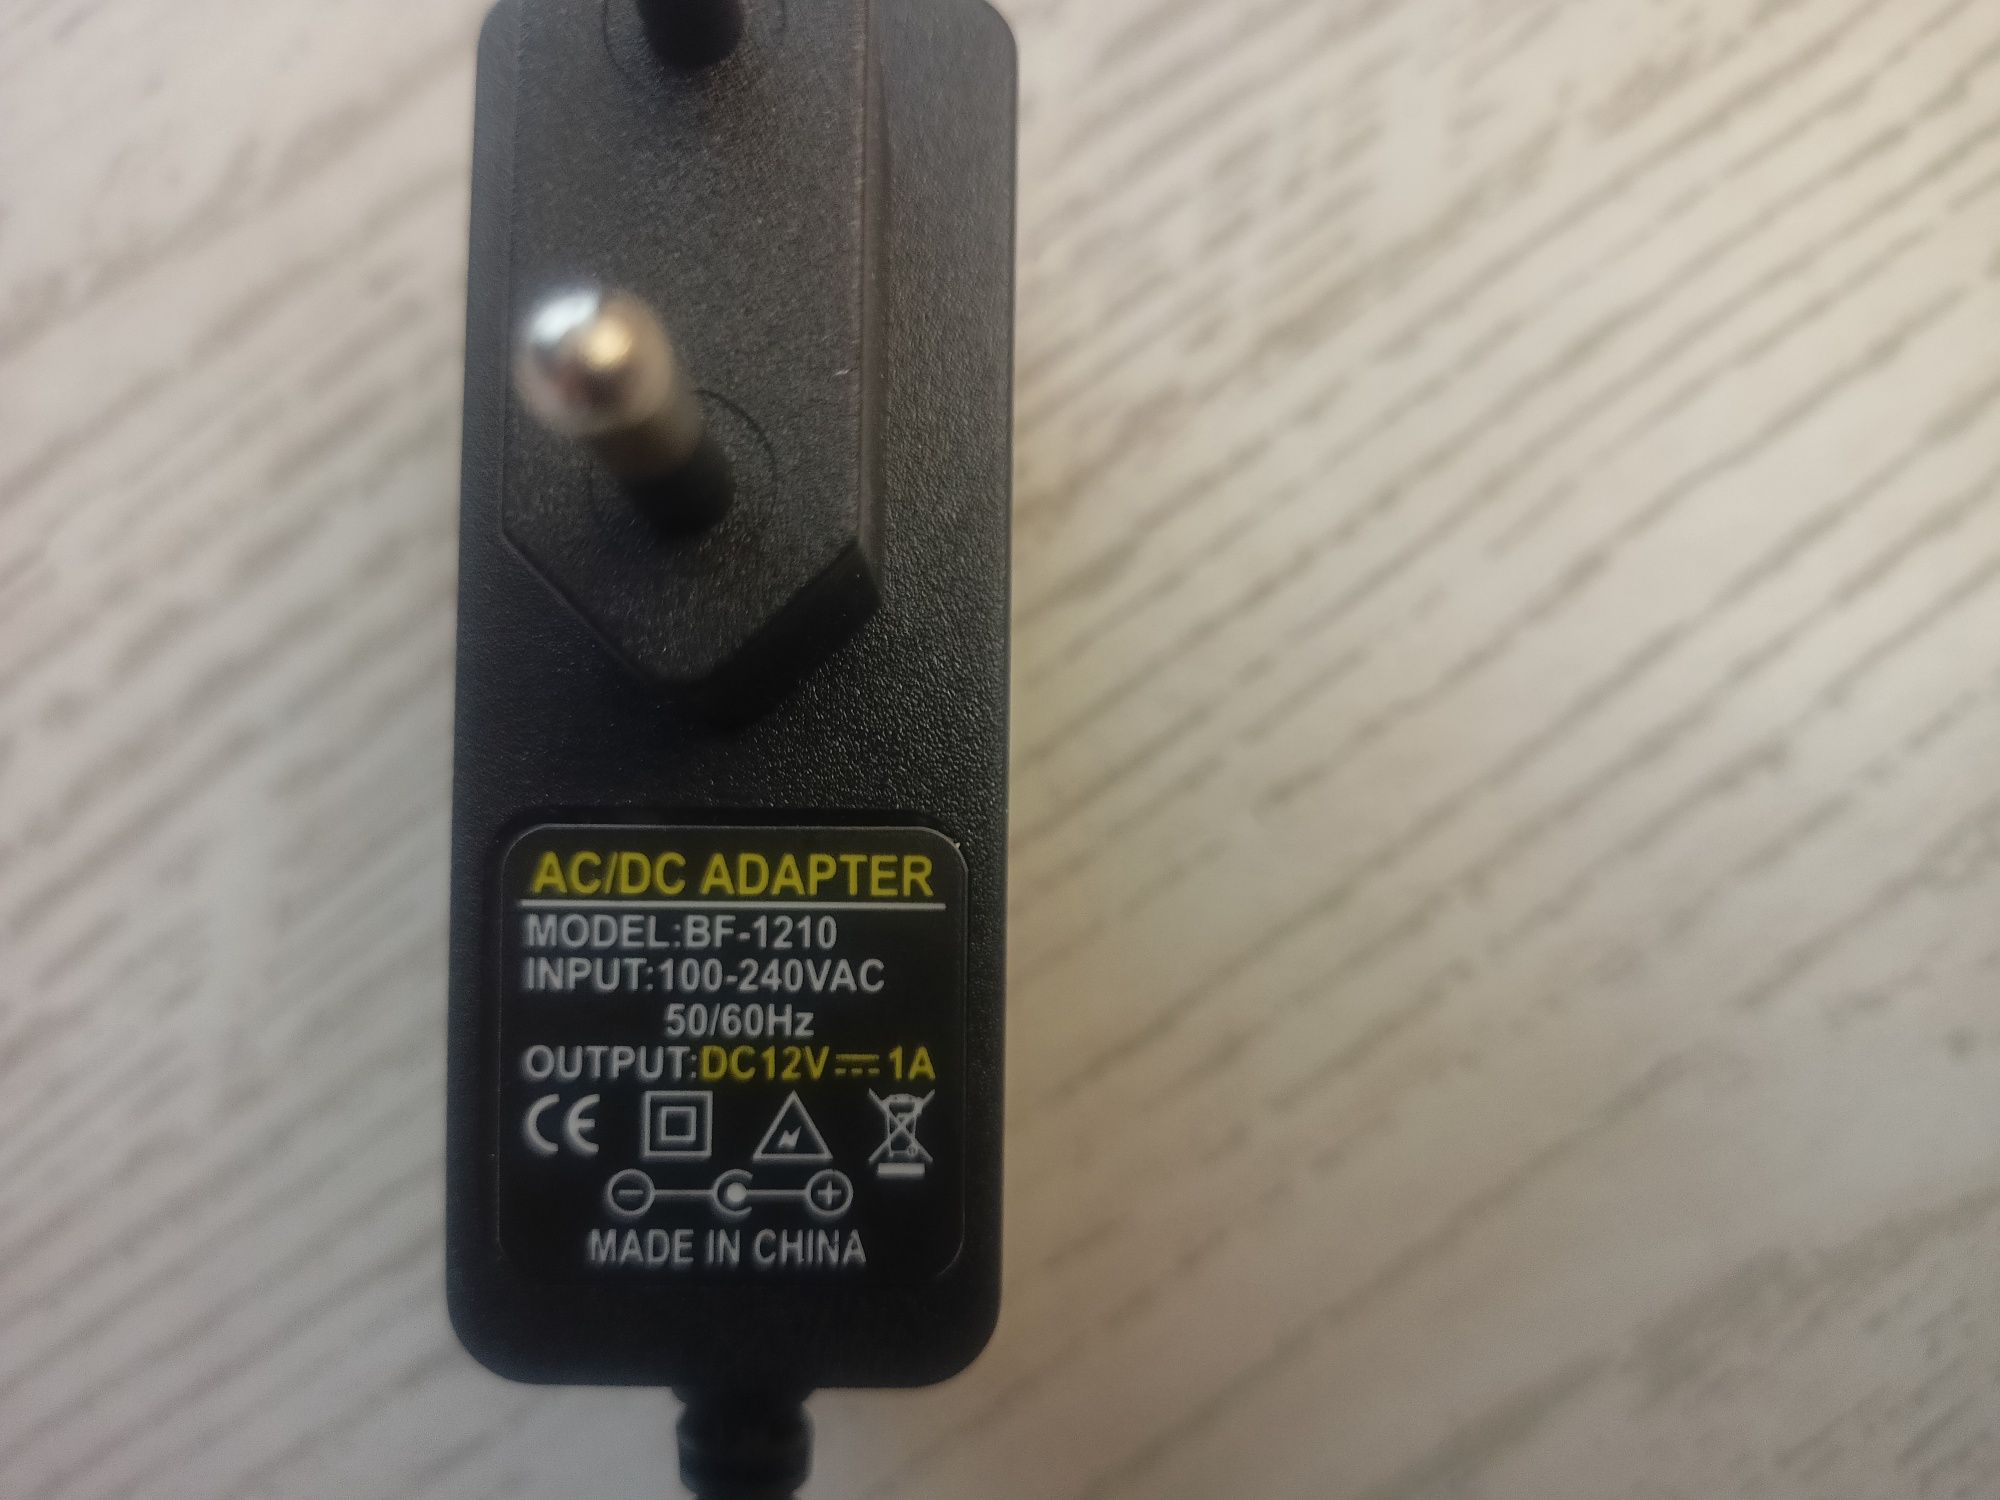 AC/DC ADAPTER
MODEL:BF-1210
INPUT:100-240VAC
50/60Hz
OUTPUT:DC12V⎓1A
CE
MADE IN CHINA